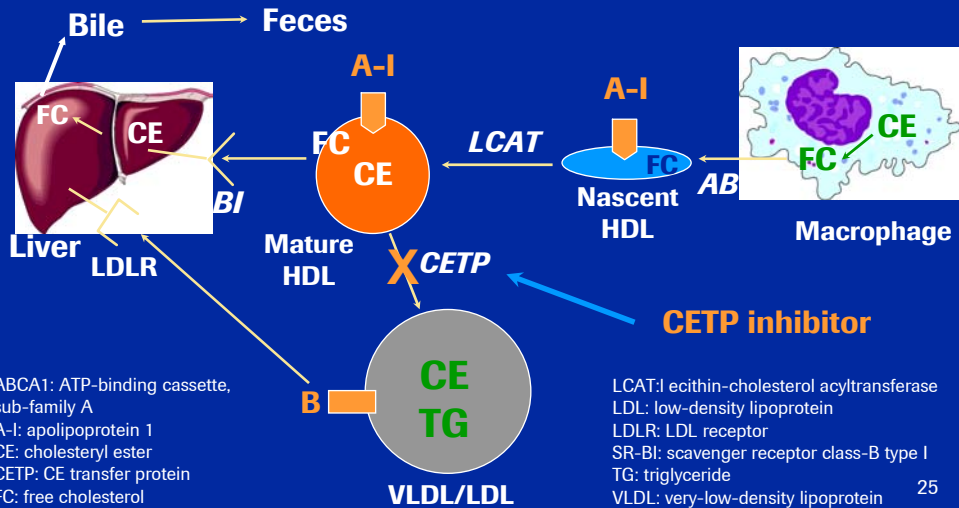 Bile
Feces
A-I
A-I
FC
CE
FC
CE
LCAT
FC
CE
FC
AB
BI
Nascent
HDL
Macrophage
Liver
LDLR
Mature
HDL
X
CETP
CETP inhibitor
CE
TG
B
VLDL/LDL
ABCA1: ATP-binding cassette,
sub-family A
A-I: apolipoprotein 1
CE: cholesteryl ester
CETP: CE transfer protein
FC: free cholesterol
LCAT:l ecithin-cholesterol acyltransferase
LDL: low-density lipoprotein
LDLR: LDL receptor
SR-BI: scavenger receptor class-B type I
TG: triglyceride
VLDL: very-low-density lipoprotein
25